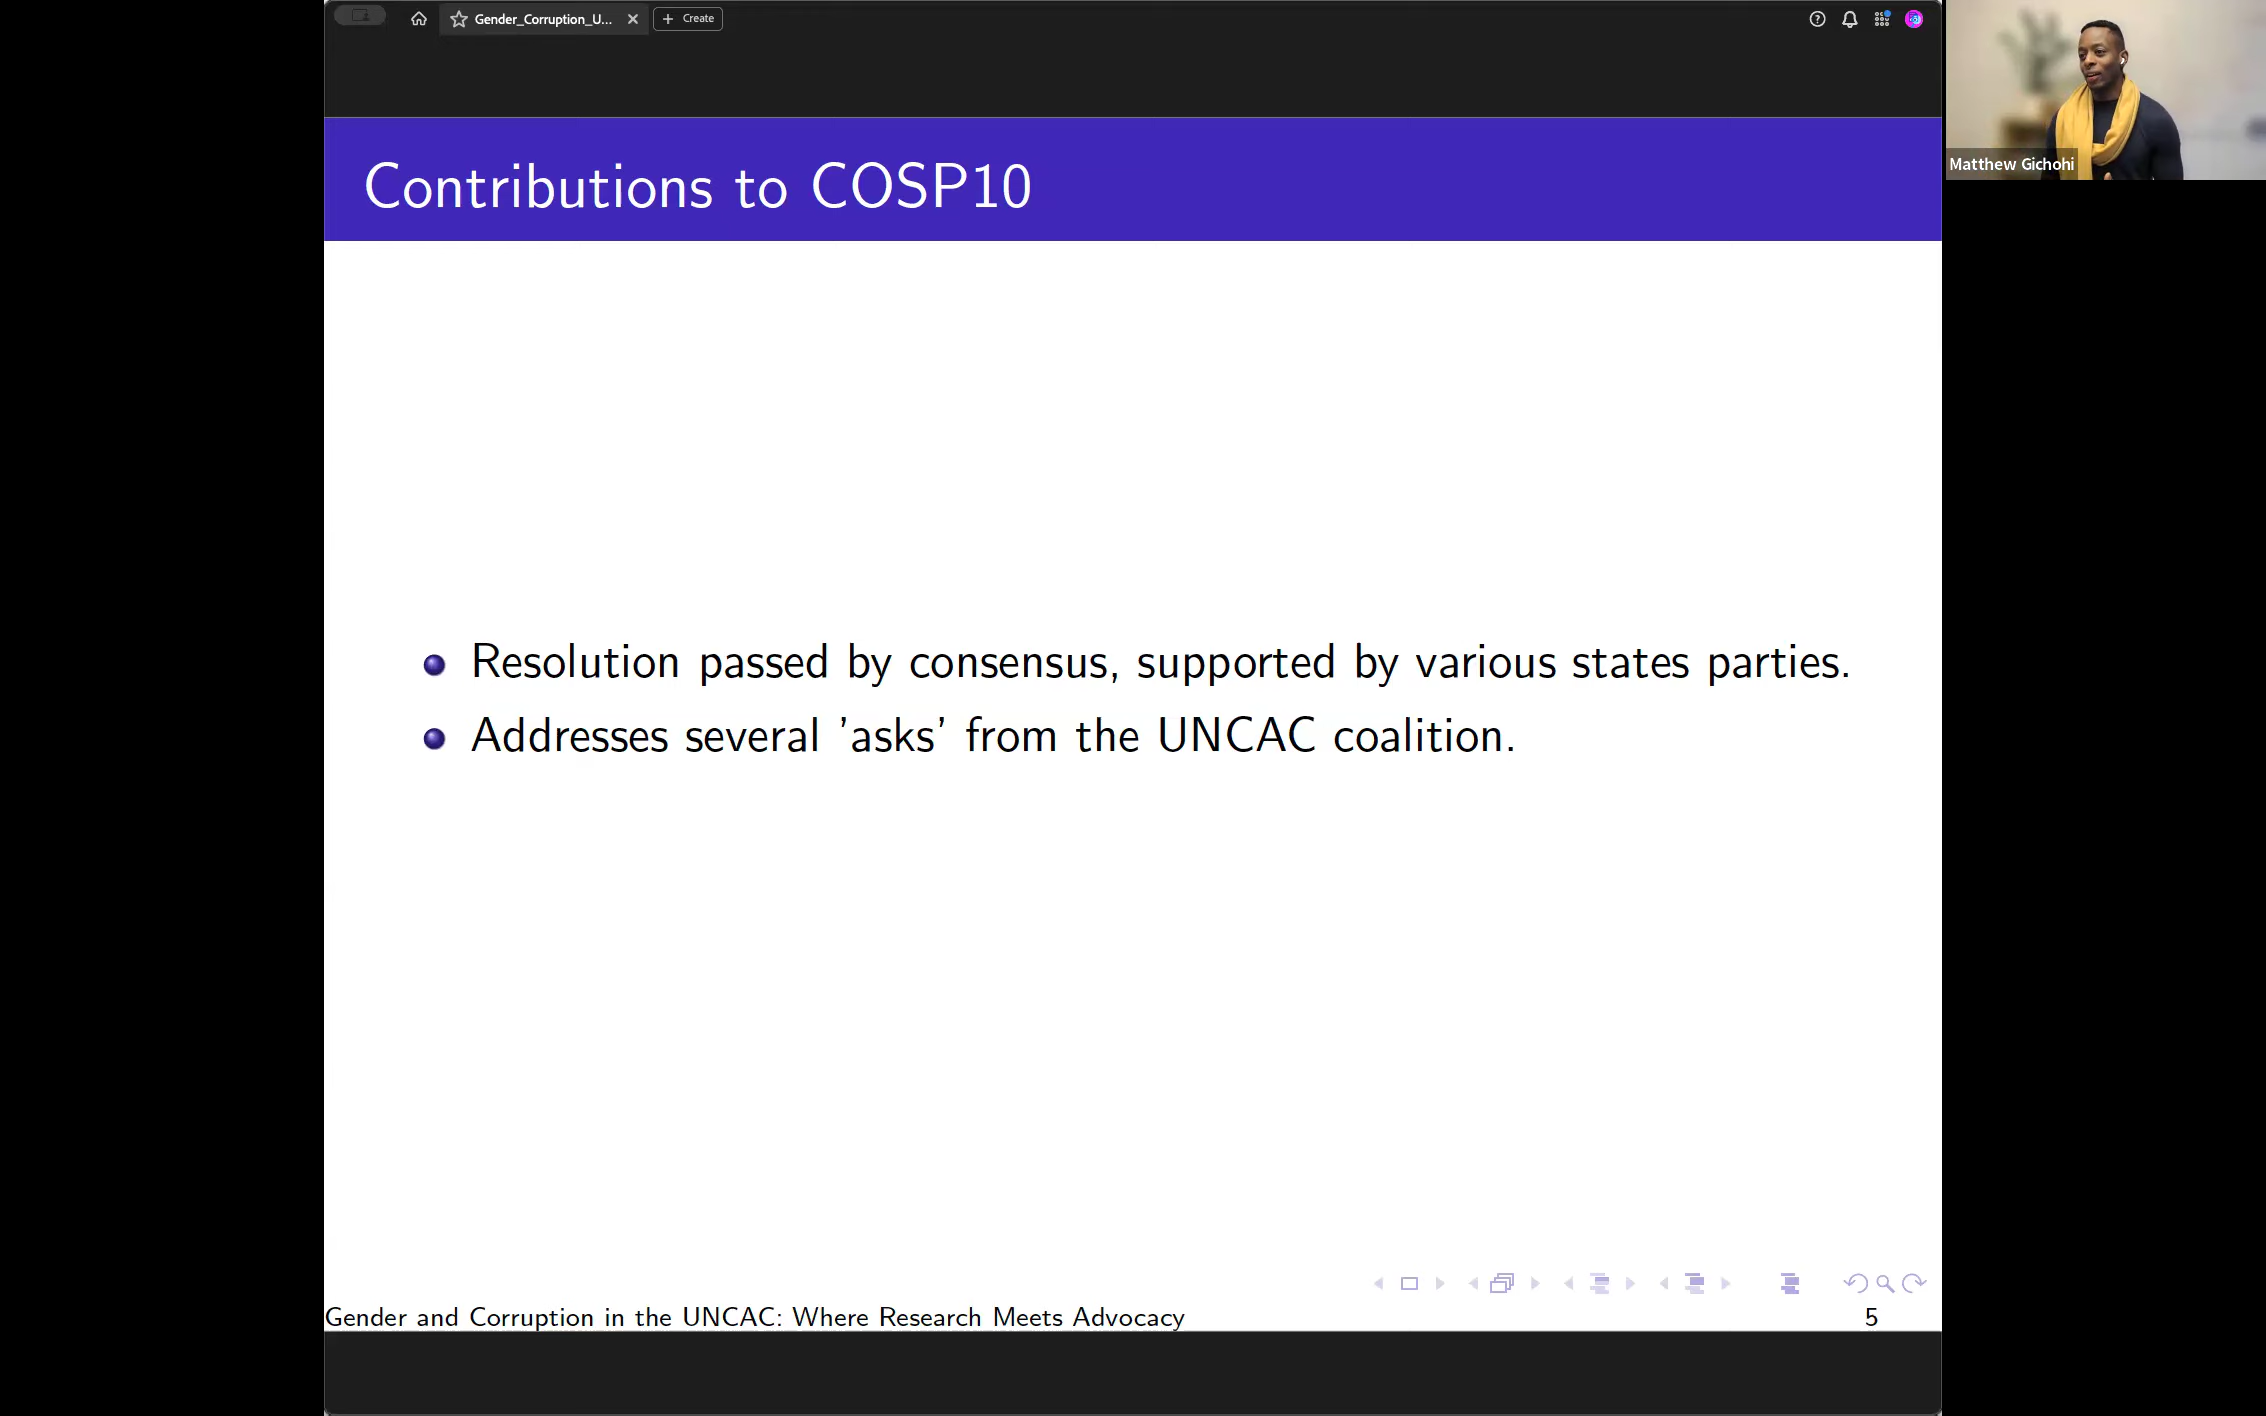 Gender_Corruption_U...
Create
Matthew Gichohi
Contributions to COSP10
Resolution passed by consensus, supported by various states parties.
Addresses several 'asks' from the UNCAC coalition.
Gender and Corruption in the UNCAC: Where Research Meets Advocacy
5